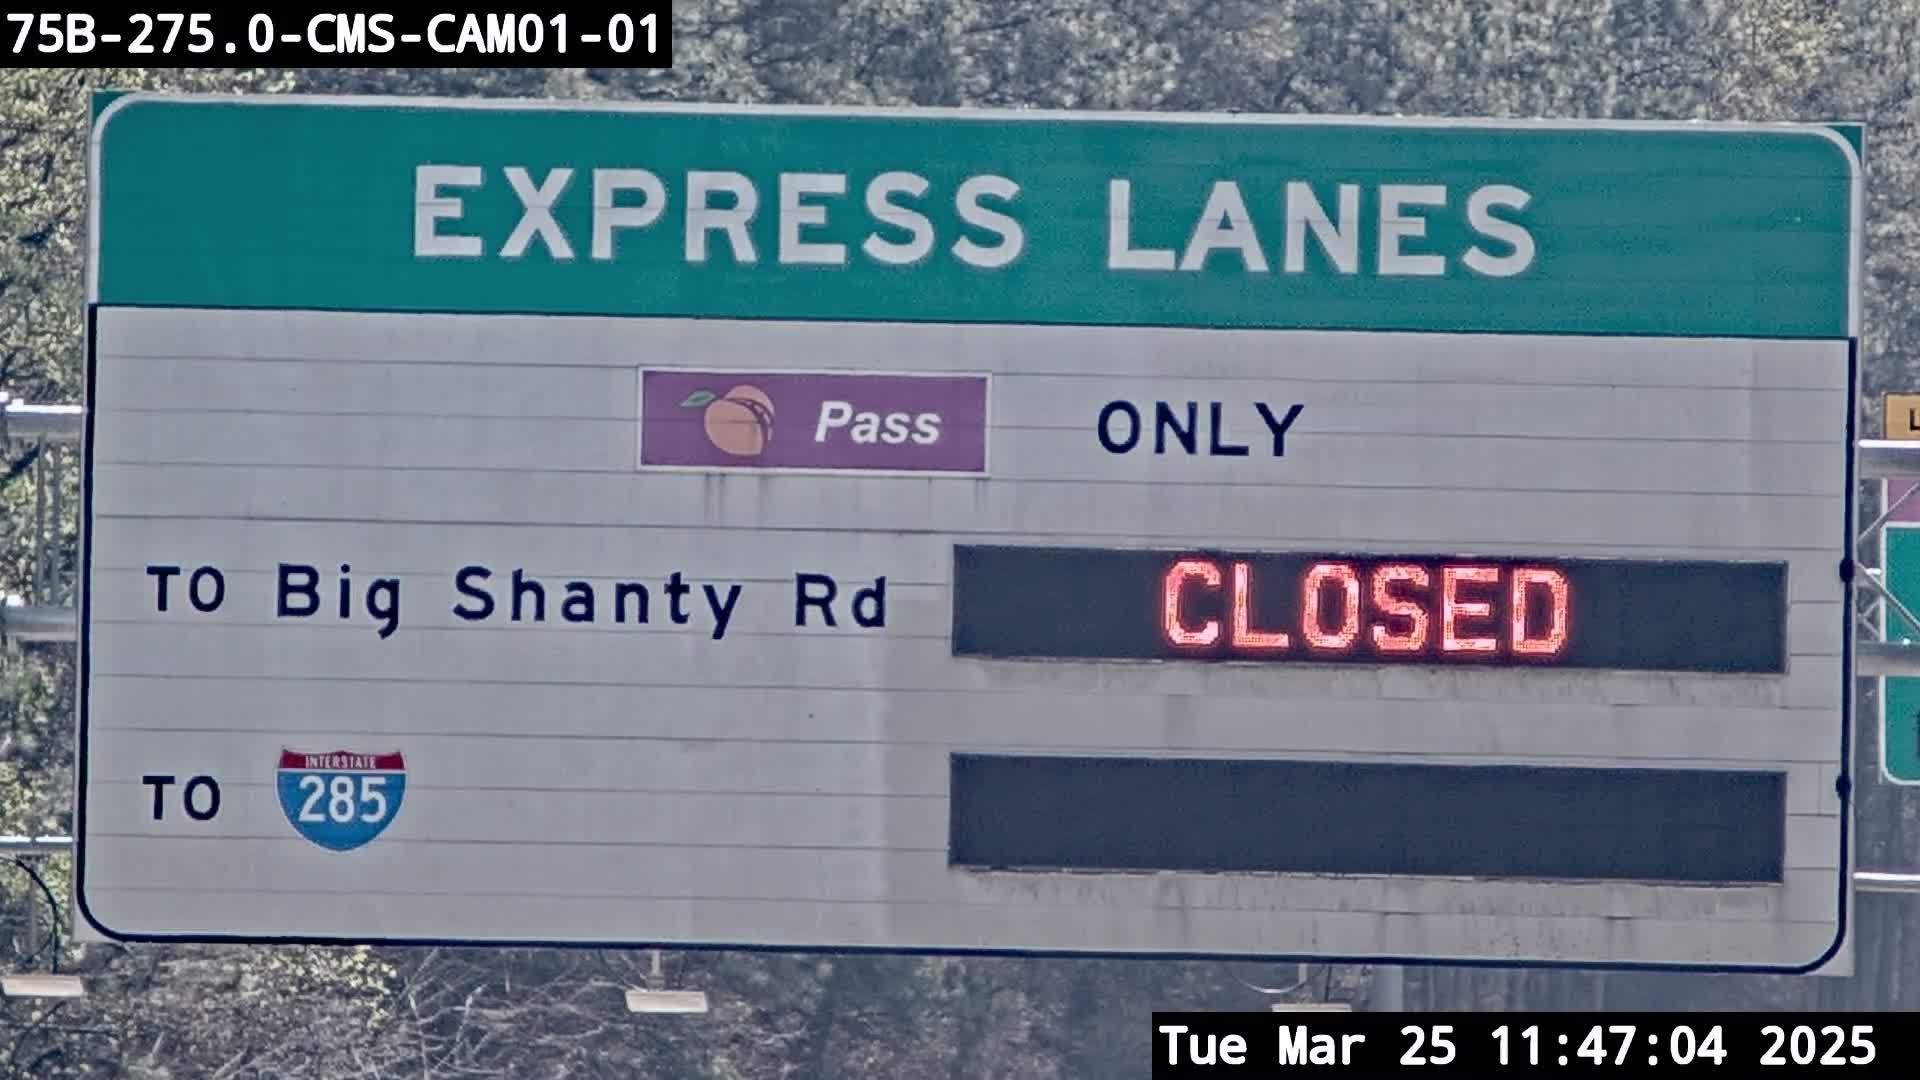 75B-275.0-CMS-CAM01-01
EXPRESS LANES
Pass ONLY
TO Big Shanty Rd CLOSED
INTERSTATE
TO 285
Tue Mar 25 11:47:04 2025